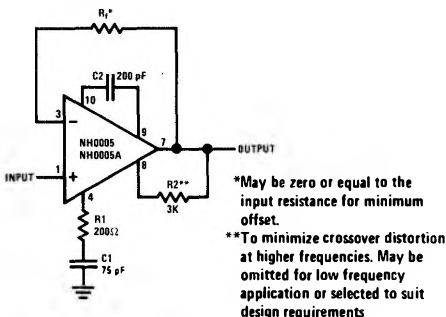 Rf*
C2
200 pF
10
3
9
NH0005
NH0005A
7
OUTPUT
INPUT
1
8
4
R2**
3K
R1
200Ω
C1
75 pF
*May be zero or equal to the
input resistance for minimum
offset.
**To minimize crossover distortion
at higher frequencies. May be
omitted for low frequency
application or selected to suit
design requirements